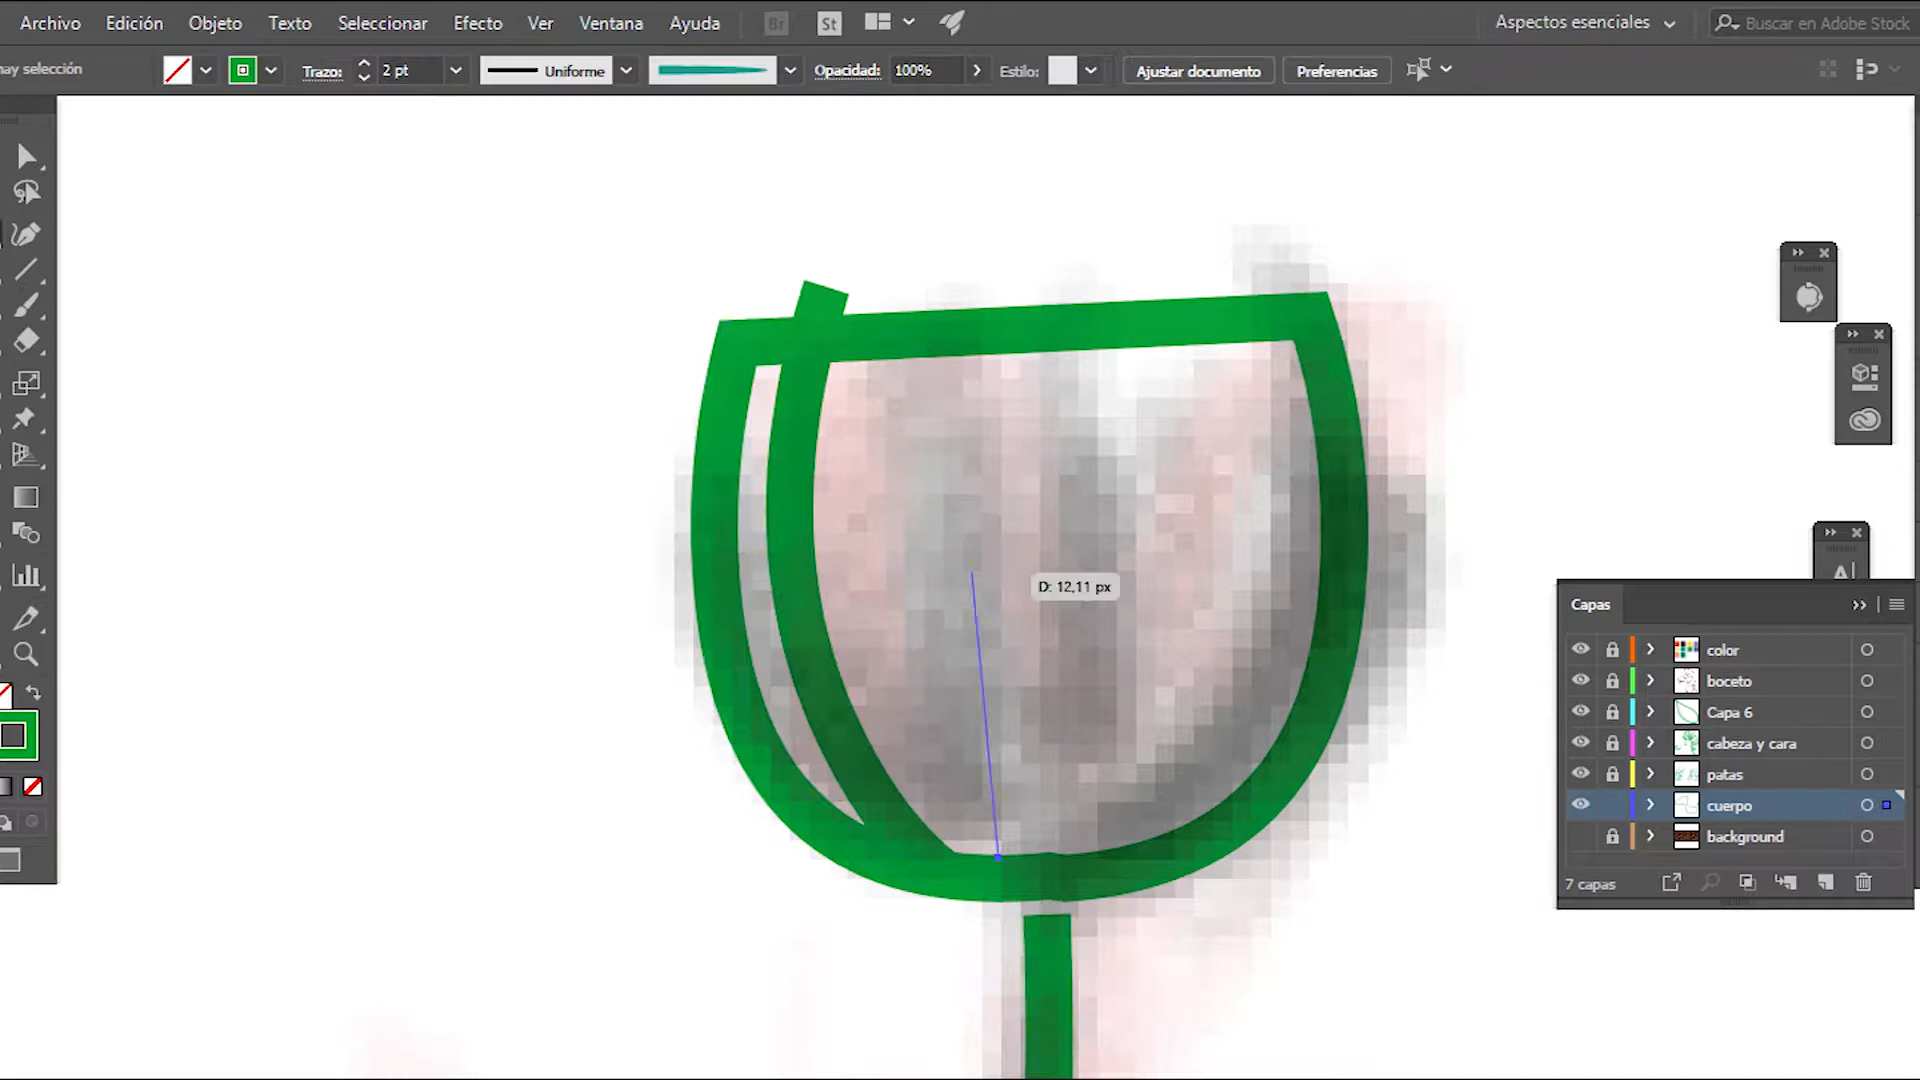 Archivo Edición Objeto Texto Seleccionar Efecto Ver Ventana Ayuda Br St Aspectos esenciales Buscar en Adobe Stock
nay selección Trazo: 2 pt Uniforme Opacidad: 100% Estilo: Ajustar documento Preferencias
D: 12,11 px
A
Capas
color
boceto
Capa 6
cabeza y cara
patas
cuerpo
background
7 capas